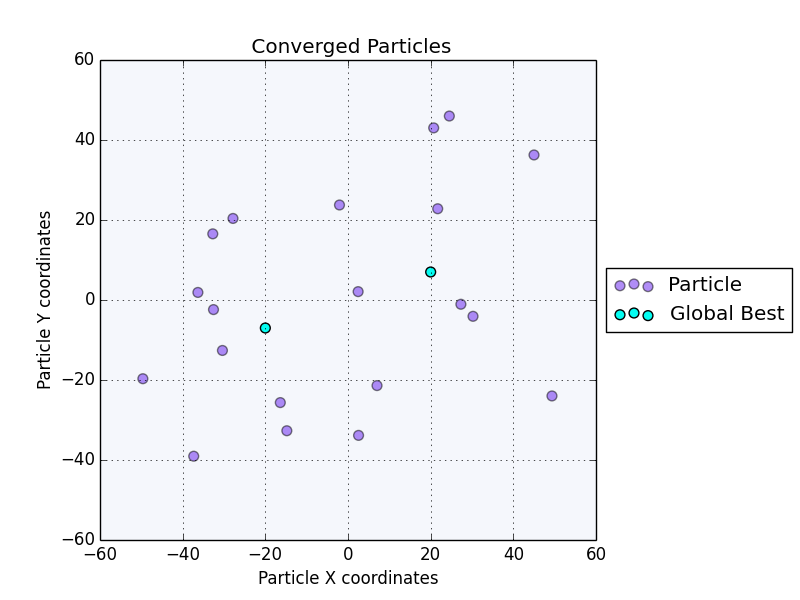 Converged Particles
60
40
20
0
−20
−40
−60
−60 −40 −20 0 20 40 60
Particle X coordinates
Particle Y coordinates
Particle
Global Best